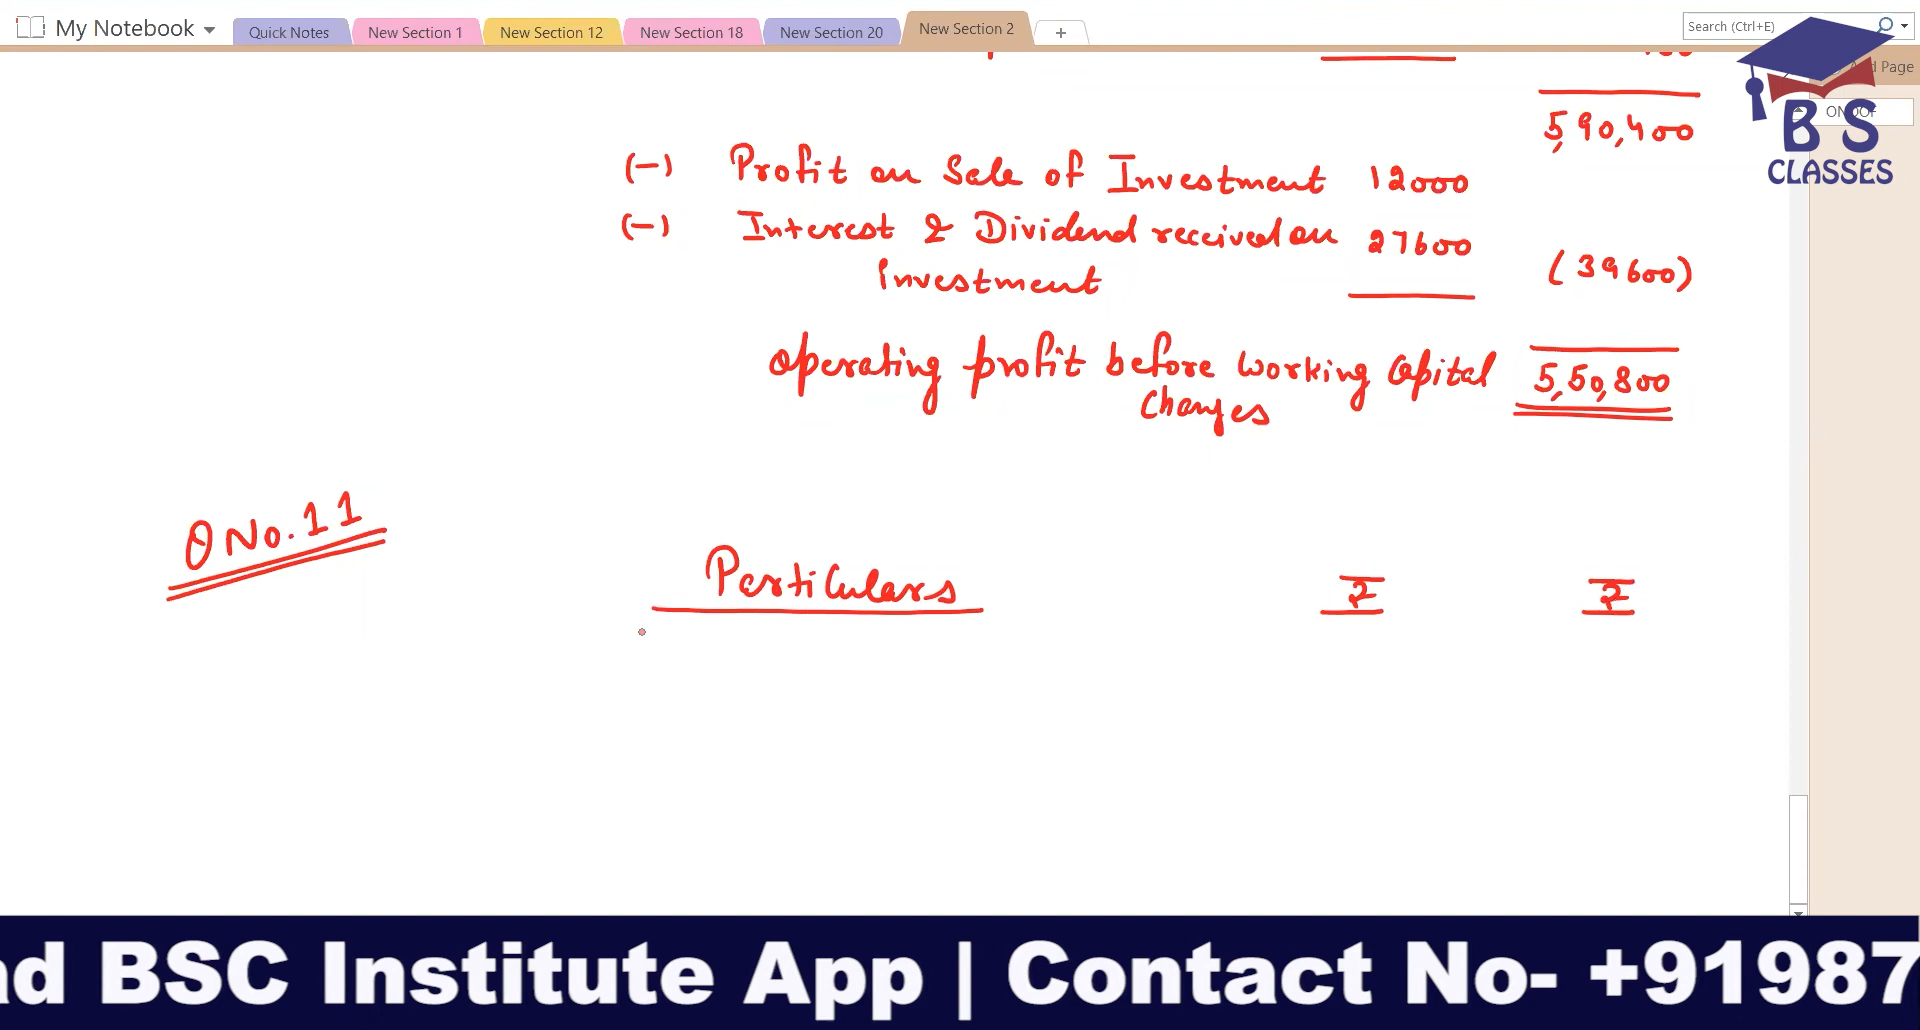 My Notebook
Quick Notes
New Section 1
New Section 12
New Section 18
New Section 20
New Section 2
+
Search (Ctrl+E)
Page
B S
CLASSES
5,90,400
(-) Profit on Sale of Investment 12000
(-) Interest & Dividend received on 27600
Investment (39600)
Operating profit before working Capital 5,50,800
Changes
Q No. 11
Particulars ₹ ₹
ad BSC Institute App | Contact No- +91987